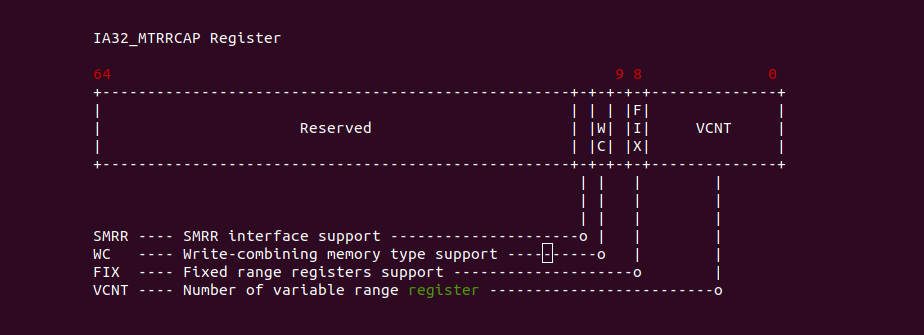 IA32_MTRRCAP Register
64                                                        9 8              0
+----------------------------------------------------+-+-+-+-+--------------+
|                                                    | | | |F|              |
|                      Reserved                      | |W| |I|     VCNT     |
|                                                    | |C| |X|              |
+----------------------------------------------------+-+-+-+-+--------------+
                                                      | |   |        |
                                                      | |   |        |
                                                      | |   |        |
SMRR ---- SMRR interface support ---------------------o |   |        |
WC   ---- Write-combining memory type support ----------o   |        |
FIX  ---- Fixed range registers support --------------------o        |
VCNT ---- Number of variable range register -------------------------o